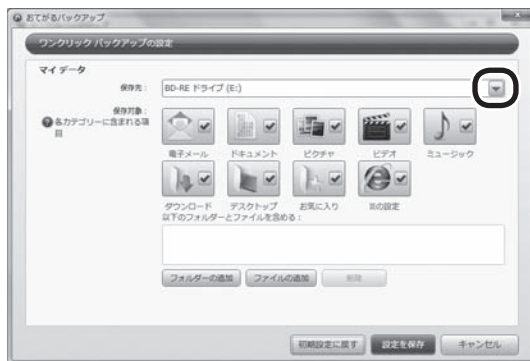 おてがるバックアップ
ワンクリック バックアップの設定
マイ データ
保存先：
BD-RE ドライブ (E:)
保存対象：
各カテゴリーに含まれる項目
電子メール
ドキュメント
ピクチャ
ビデオ
ミュージック
ダウンロード
デスクトップ
お気に入り
IEの設定
以下のフォルダーとファイルを含める：
フォルダーの追加
ファイルの追加
削除
初期設定に戻す
設定を保存
キャンセル